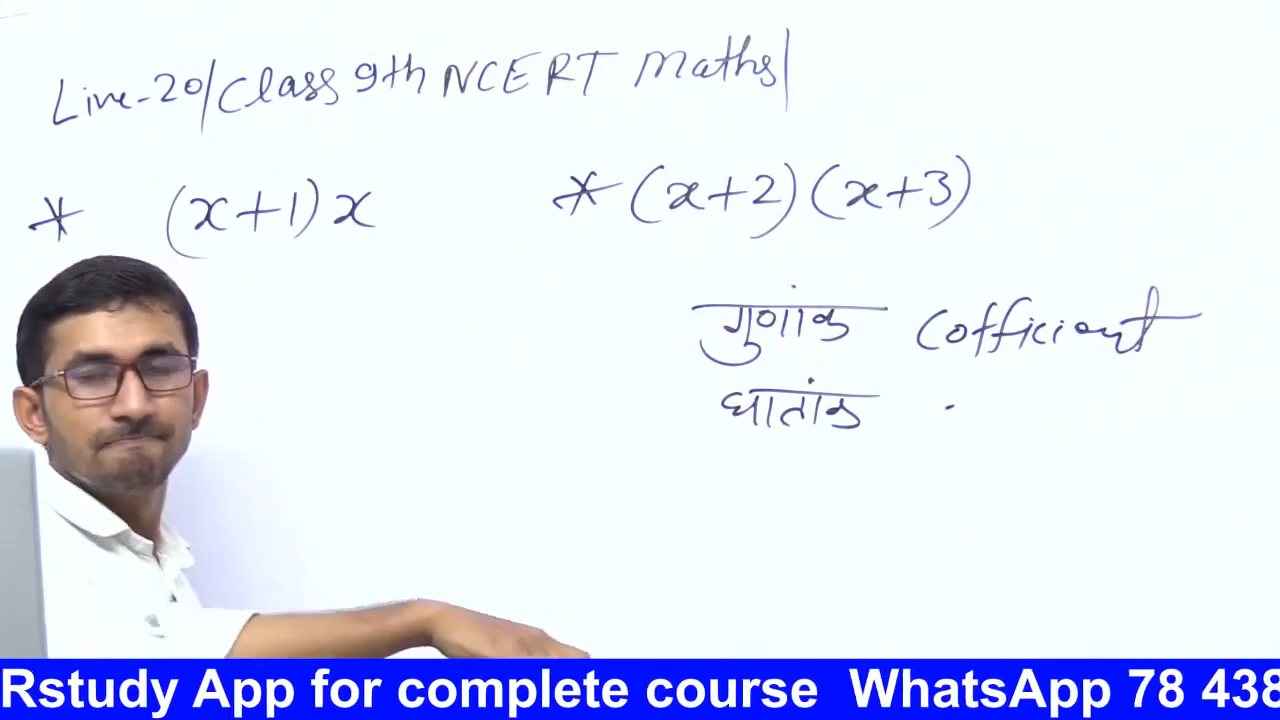 Live-20/Class 9th NCERT Maths/
* (x+1)x * (x+2)(x+3)
गुणांक Cofficient
घातांक -
Rstudy App for complete course WhatsApp 78 438